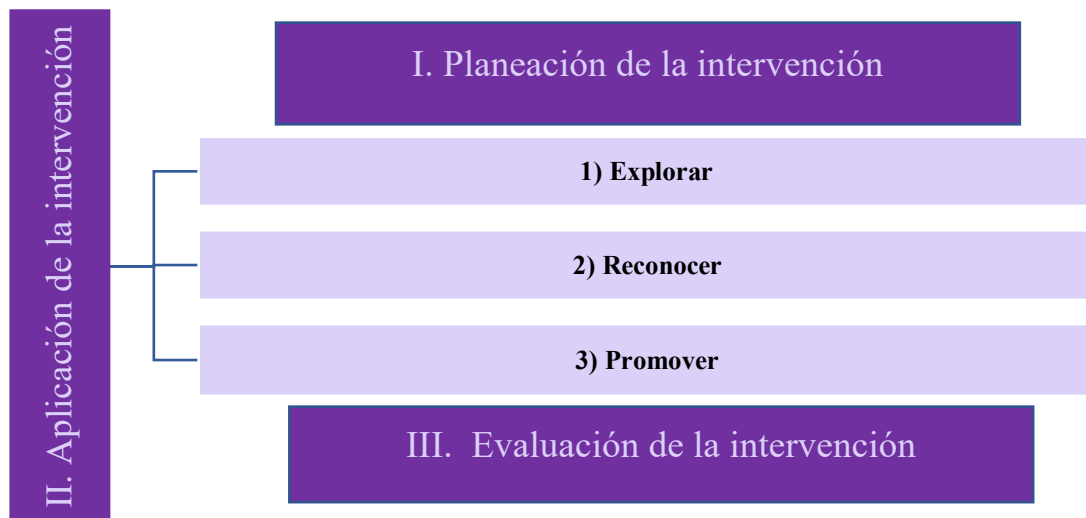 I. Planeación de la intervención
II. Aplicación de la intervención
1) Explorar
2) Reconocer
3) Promover
III. Evaluación de la intervención